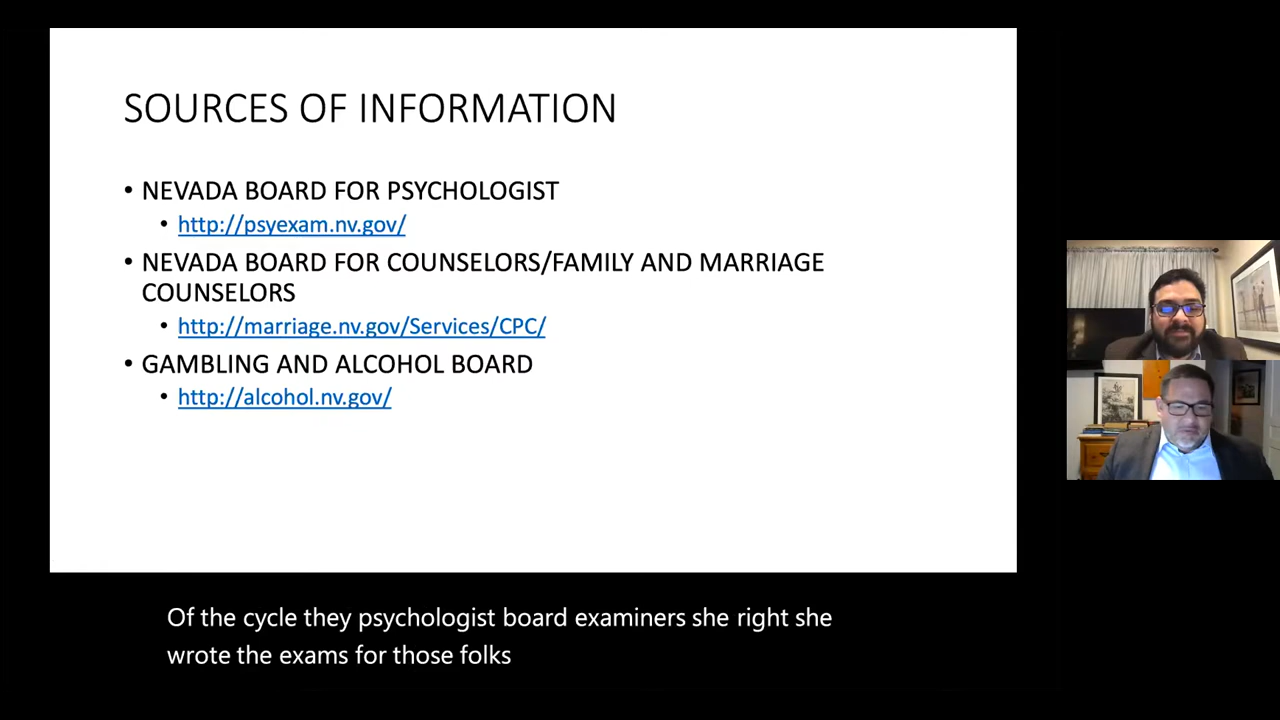 SOURCES OF INFORMATION
• NEVADA BOARD FOR PSYCHOLOGIST
• http://psyexam.nv.gov/
• NEVADA BOARD FOR COUNSELORS/FAMILY AND MARRIAGE
COUNSELORS
• http://marriage.nv.gov/Services/CPC/
• GAMBLING AND ALCOHOL BOARD
• http://alcohol.nv.gov/
Of the cycle they psychologist board examiners she right she
wrote the exams for those folks